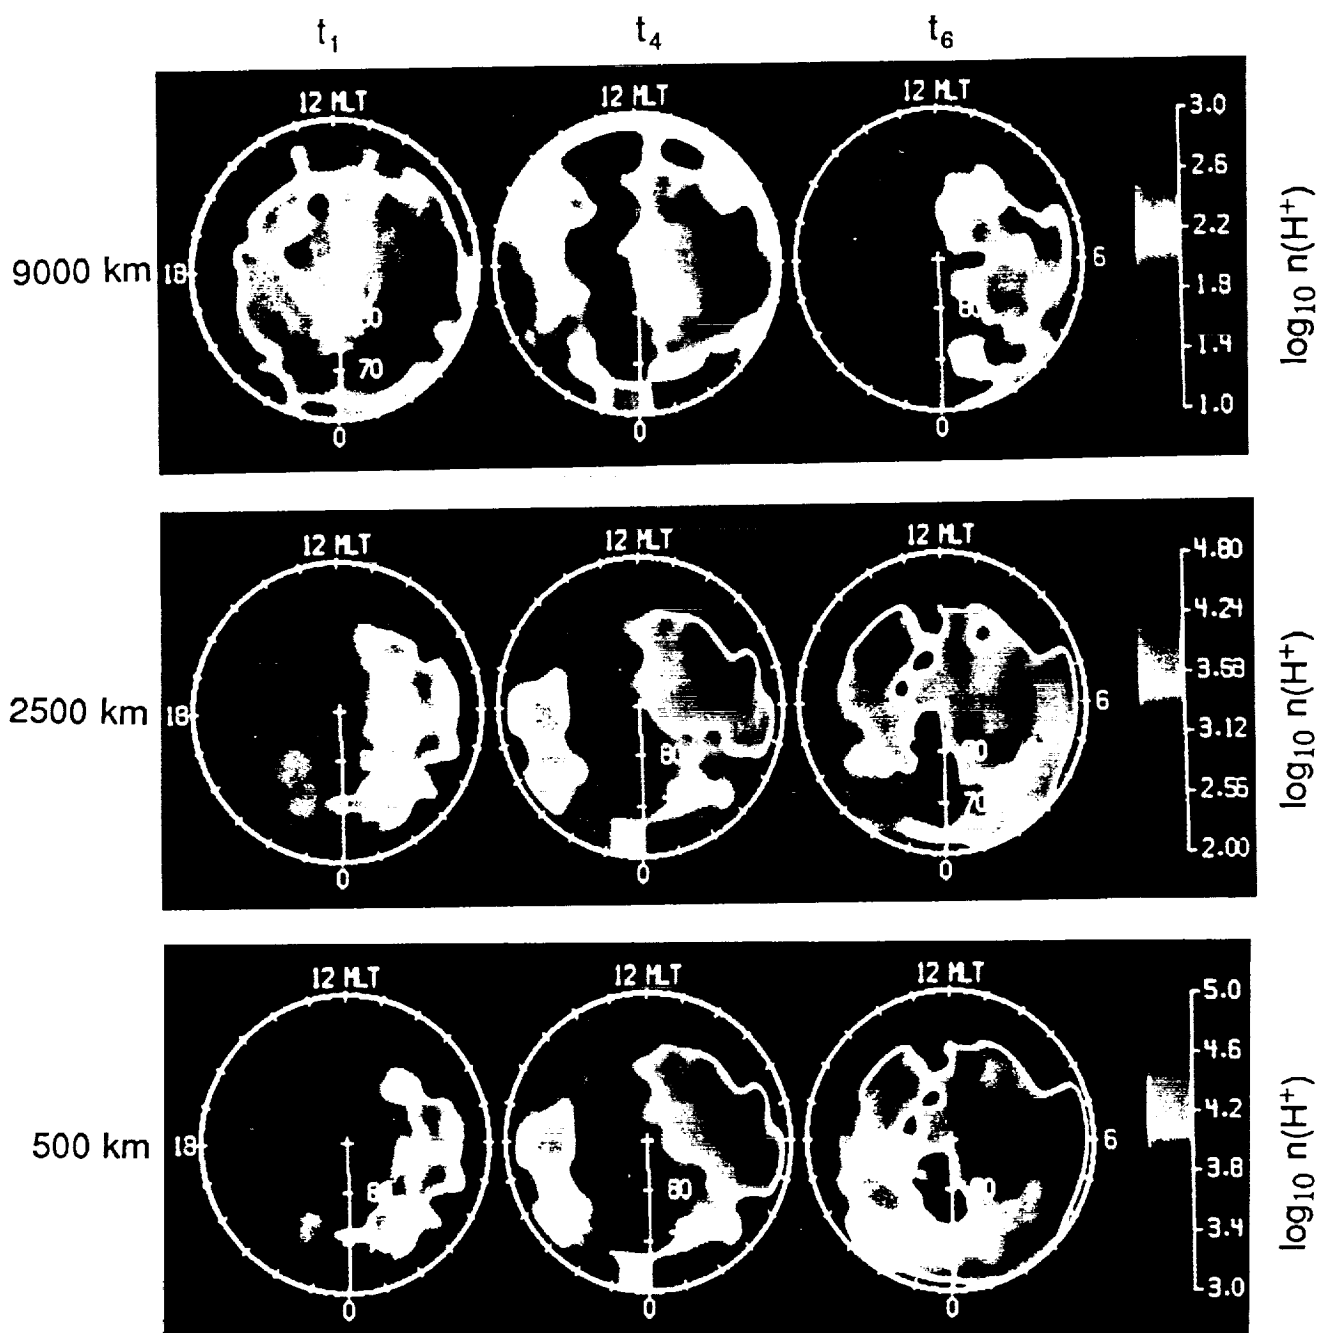 t₁ t₄ t₆
12 MLT 12 MLT 12 MLT
3.0
2.6
2.2
1.8
1.4
1.0
9000 km 18 6
80
70
0 0 0
log₁₀ n(H⁺)
12 MLT 12 MLT 12 MLT
4.80
4.24
3.68
3.12
2.56
2.00
2500 km 18 6
80 80
70
0 0 0
log₁₀ n(H⁺)
12 MLT 12 MLT 12 MLT
5.0
4.6
4.2
3.8
3.4
3.0
500 km 18 6
80 80
0 0 0
log₁₀ n(H⁺)